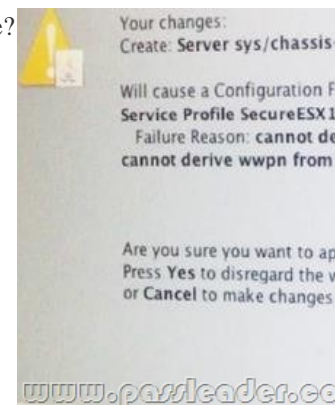 e?
Your changes:
Create: Server sys/chassis
Will cause a Configuration F
Service Profile SecureESX1
Failure Reason: cannot de
cannot derive wwpn from
Are you sure you want to ap
Press Yes to disregard the
or Cancel to make changes
www.passleader.co